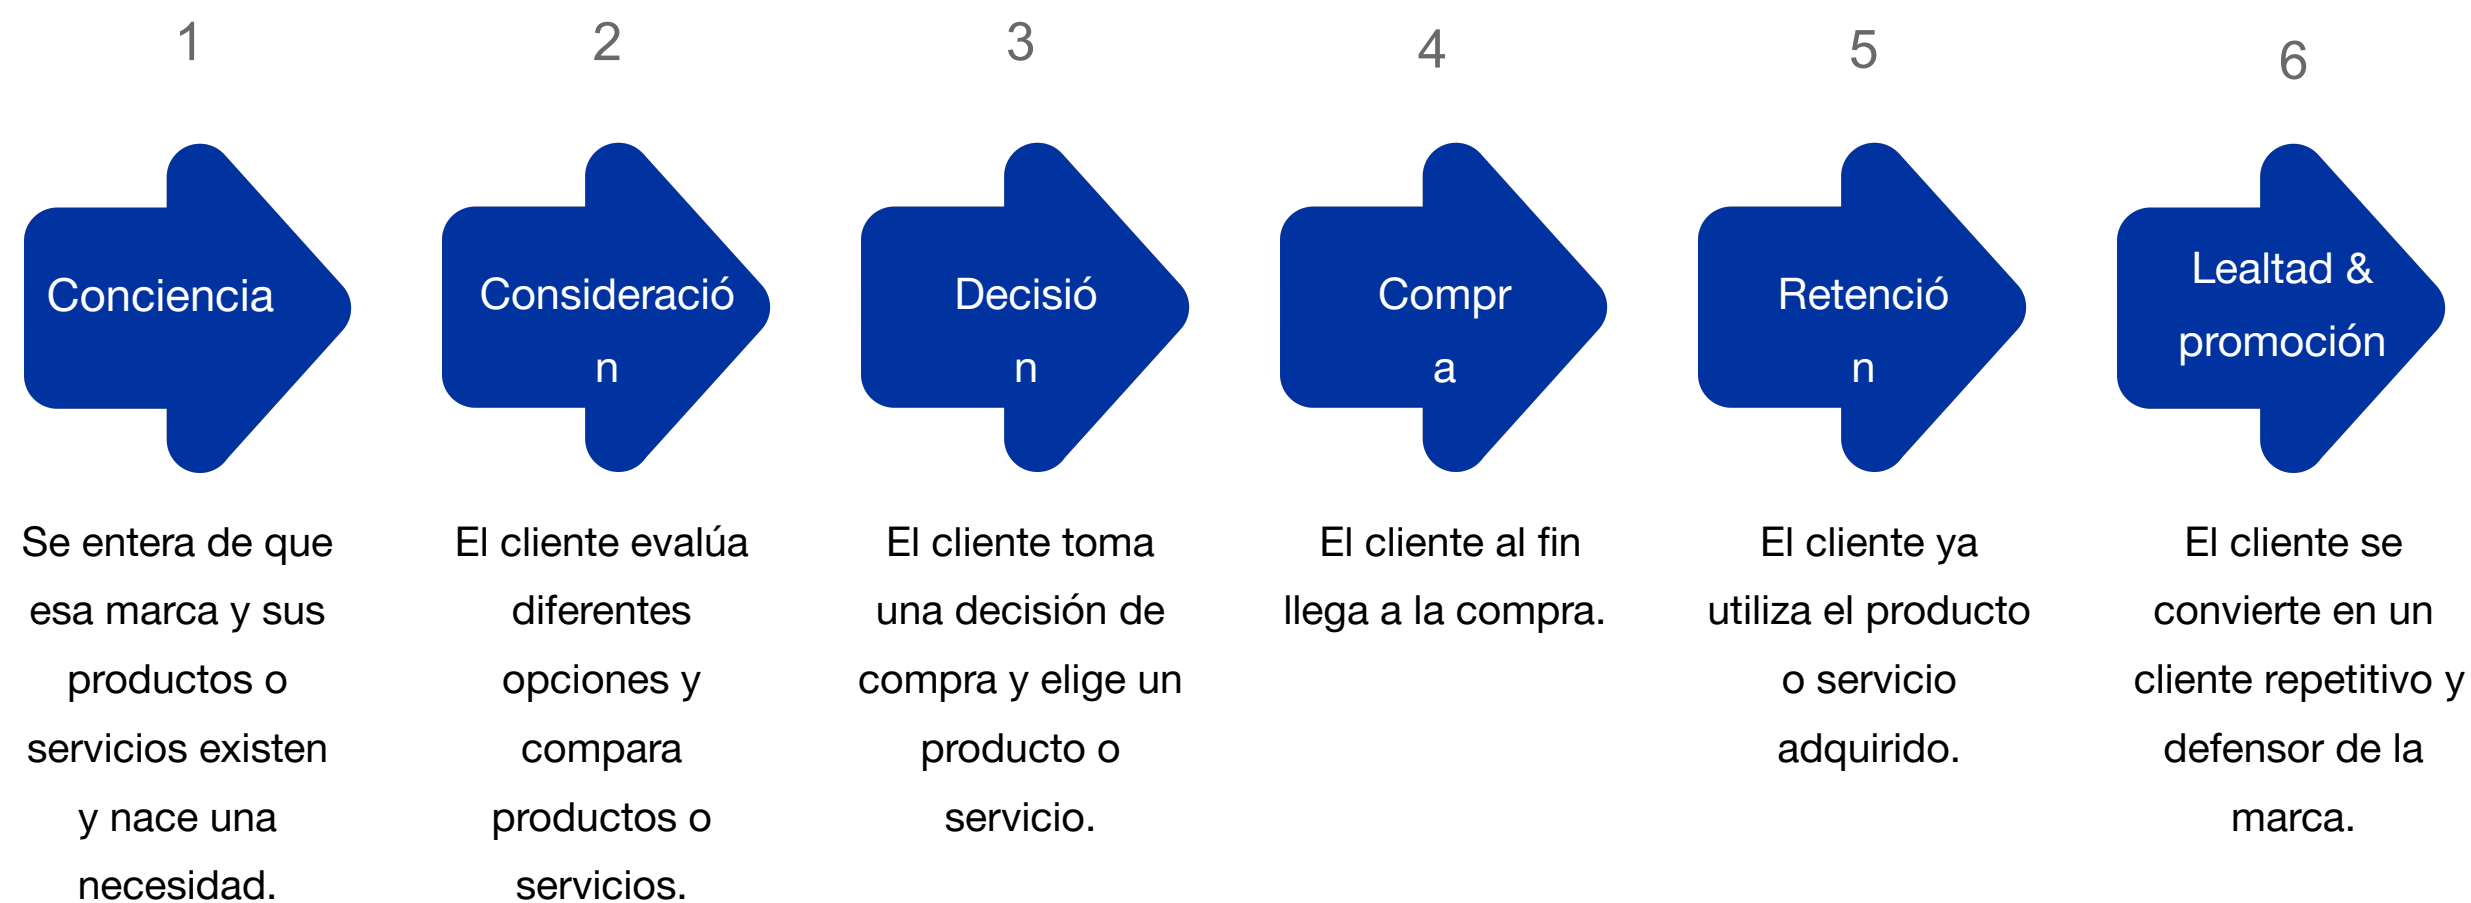 1
Conciencia
Se entera de que
esa marca y sus
productos o
servicios existen
y nace una
necesidad.
2
Consideració
n
El cliente evalúa
diferentes
opciones y
compara
productos o
servicios.
3
Decisió
n
El cliente toma
una decisión de
compra y elige un
producto o
servicio.
4
Compr
a
El cliente al fin
llega a la compra.
5
Retenció
n
El cliente ya
utiliza el producto
o servicio
adquirido.
6
Lealtad &
promoción
El cliente se
convierte en un
cliente repetitivo y
defensor de la
marca.